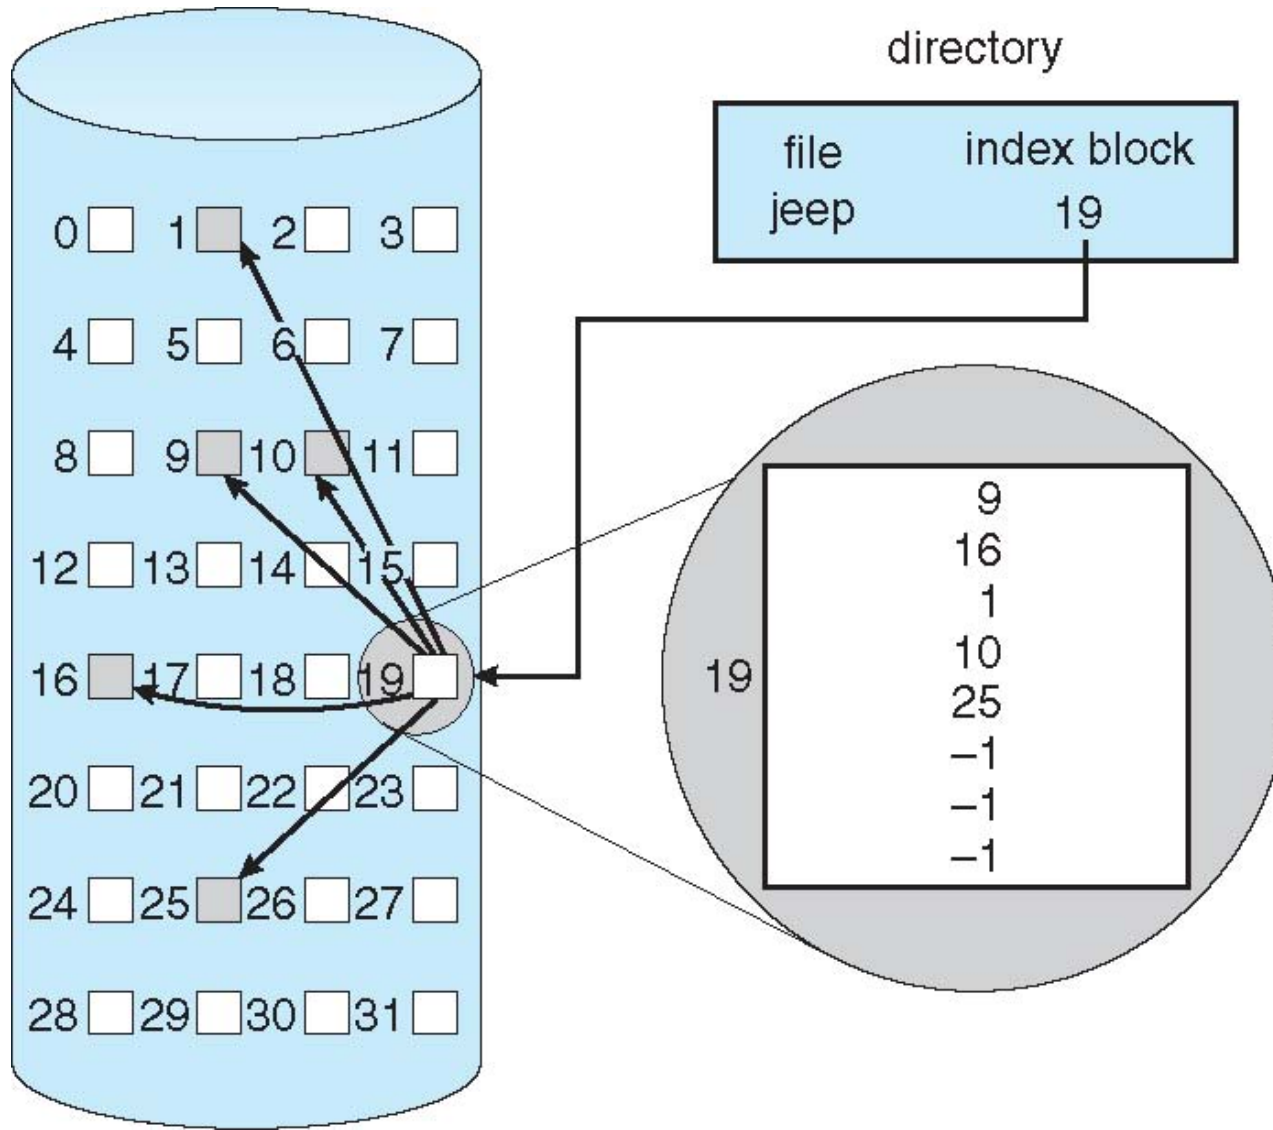 directory
file index block
jeep 19
0 1 2 3
4 5 6 7
8 9 10 11
12 13 14 15
16 17 18 19
20 21 22 23
24 25 26 27
28 29 30 31
19
9
16
1
10
25
–1
–1
–1